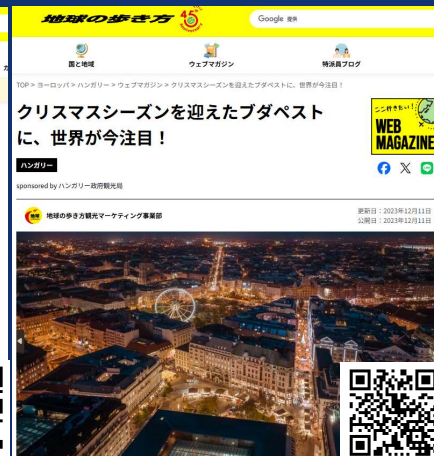 地球の歩き方
45th
Google 提供
国と地域
ウェブマガジン
特派員ブログ
TOP > ヨーロッパ > ハンガリー > ウェブマガジン > クリスマスシーズンを迎えたブダペストに、世界が今注目!
クリスマスシーズンを迎えたブダペスト
に、世界が今注目!
WEB
MAGAZINE
ハンガリー
sponsored by ハンガリー政府観光局
地球の歩き方観光マーケティング事業部
更新日:2023年12月11日
公開日:2023年12月11日